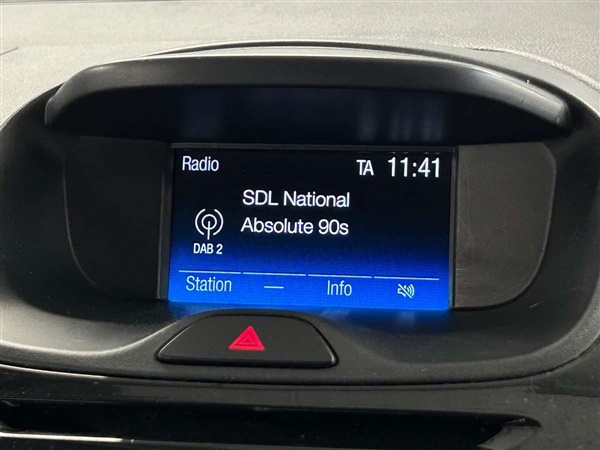 Radio TA 11:41
SDL National
Absolute 90s
DAB 2
Station — Info